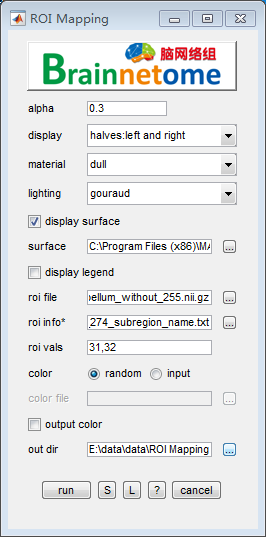 ROI Mapping
脑网络组
Brainnetome
alpha 0.3
display halves:left and right
material dull
lighting gouraud
display surface
surface C:\Program Files (x86)\MA
...
display legend
roi file bellum_without_255.nii.gz
...
roi info* _274_subregion_name.txt
...
roi vals 31,32
color random input
color file
...
output color
out dir E:\data\data\ROI Mapping
...
run S L ? cancel